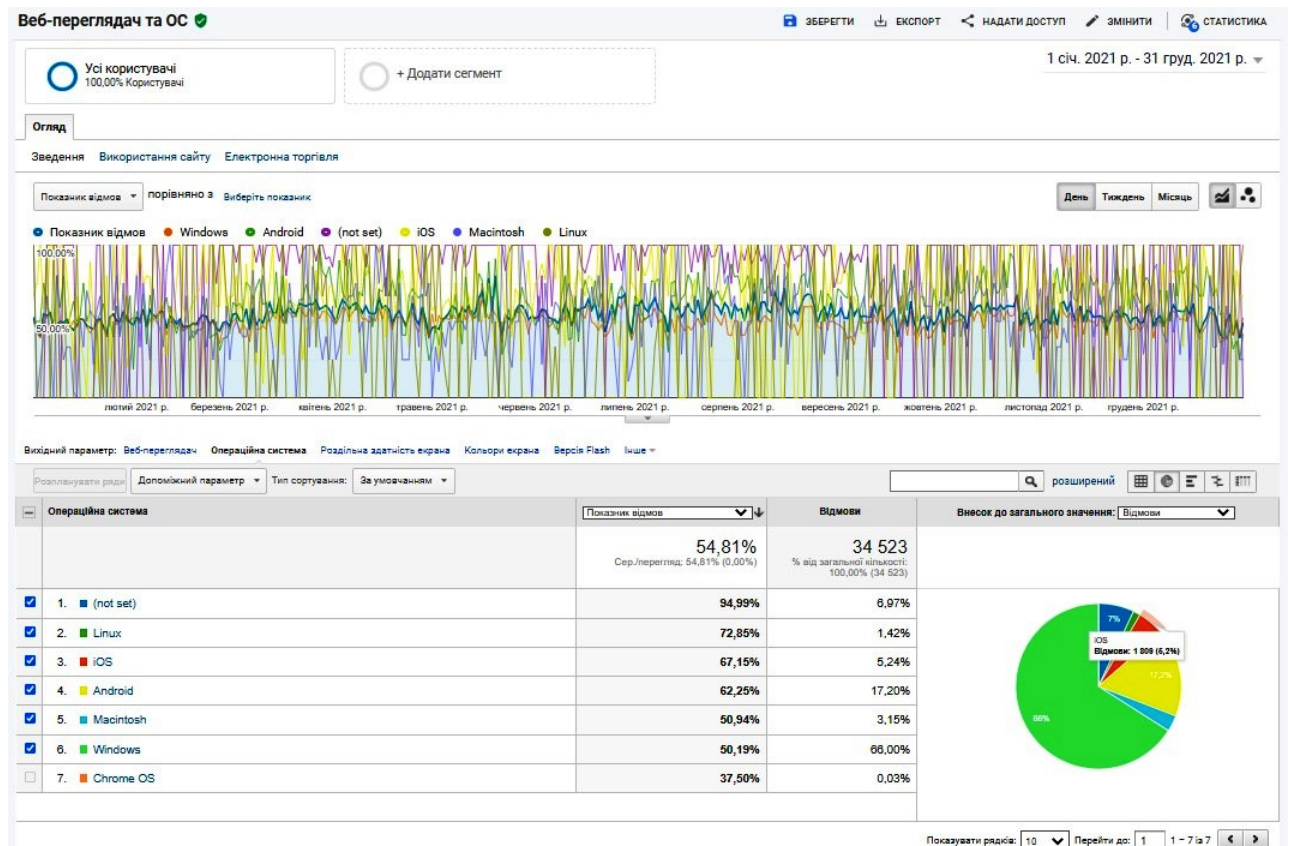 Веб-переглядач та ОС
ЗБЕРЕГТИ ЕКСПОРТ НАДАТИ ДОСТУП ЗМІНИТИ 6 СТАТИСТИКА
Усі користувачі
100,00% Користувачі
+ Додати сегмент
1 січ. 2021 р. - 31 груд. 2021 р.
Огляд
Зведення Використання сайту Електронна торгівля
Показник відмов порівняно з Виберіть показник
День Тиждень Місяць
Показник відмов Windows Android (not set) iOS Macintosh Linux
100,00%
50,00%
лютий 2021 р. березень 2021 р. квітень 2021 р. травень 2021 р. червень 2021 р. липень 2021 р. серпень 2021 р. вересень 2021 р. жовтень 2021 р. листопад 2021 р. грудень 2021 р.
Вихідний параметр: Веб-переглядач Операційна система Роздільна здатність екрана Кольори екрана Версія Flash Інше
Розпланувати ряди Допоміжний параметр Тип сортування: За умовчанням розширений
Операційна система Показник відмов Відмови Внесок до загального значення: Відмови
54,81% 34 523
Сер./перегляд: 54,81% (0,00%) % від загальної кількості:
100,00% (34 523)
1. (not set) 94,99% 6,97%
2. Linux 72,85% 1,42%
3. iOS 67,15% 5,24%
4. Android 62,25% 17,20%
5. Macintosh 50,94% 3,15%
6. Windows 50,19% 66,00%
7. Chrome OS 37,50% 0,03%
7%
iOS
Відмови: 1 809 (5,2%)
17,2%
66%
Показувати рядків: 10 Перейти до: 1 1 – 7 із 7